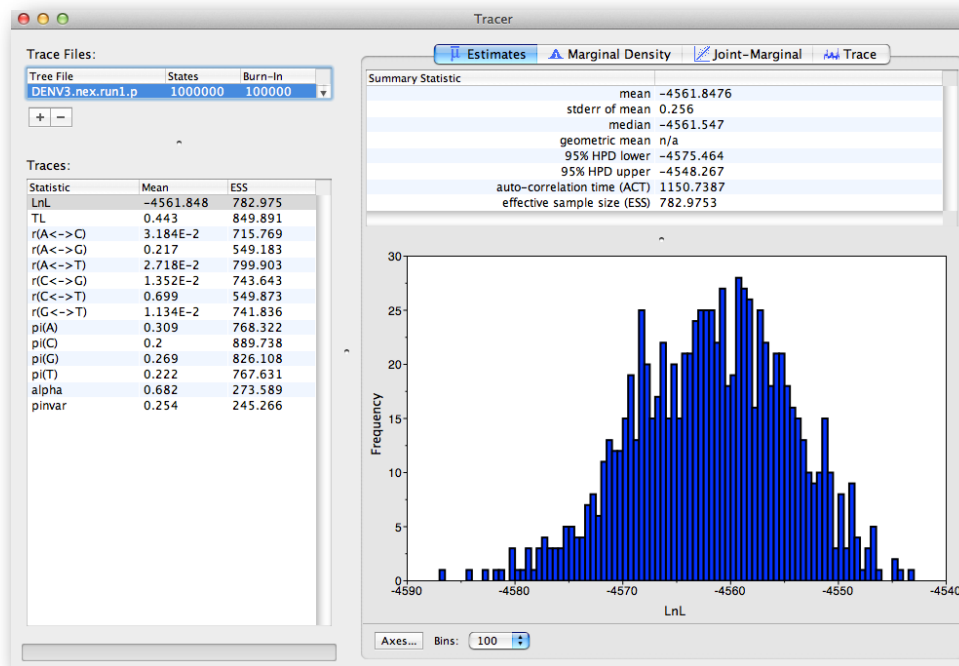 Tracer
Trace Files:
Tree File States Burn-In
DENV3.nex.run1.p 1000000 100000
+ −
Traces:
Statistic Mean ESS
LnL -4561.848 782.975
TL 0.443 849.891
r(A<->C) 3.184E-2 715.769
r(A<->G) 0.217 549.183
r(A<->T) 2.718E-2 799.903
r(C<->G) 1.352E-2 743.643
r(C<->T) 0.699 549.873
r(G<->T) 1.134E-2 741.836
pi(A) 0.309 768.322
pi(C) 0.2 889.738
pi(G) 0.269 826.108
pi(T) 0.222 767.631
alpha 0.682 273.589
pinvar 0.254 245.266
μ Estimates Marginal Density Joint-Marginal Trace
Summary Statistic
mean -4561.8476
stderr of mean 0.256
median -4561.547
geometric mean n/a
95% HPD lower -4575.464
95% HPD upper -4548.267
auto-correlation time (ACT) 1150.7387
effective sample size (ESS) 782.9753
30
25
20
15
10
5
0
Frequency
-4590 -4580 -4570 -4560 -4550 -4540
LnL
Axes... Bins: 100